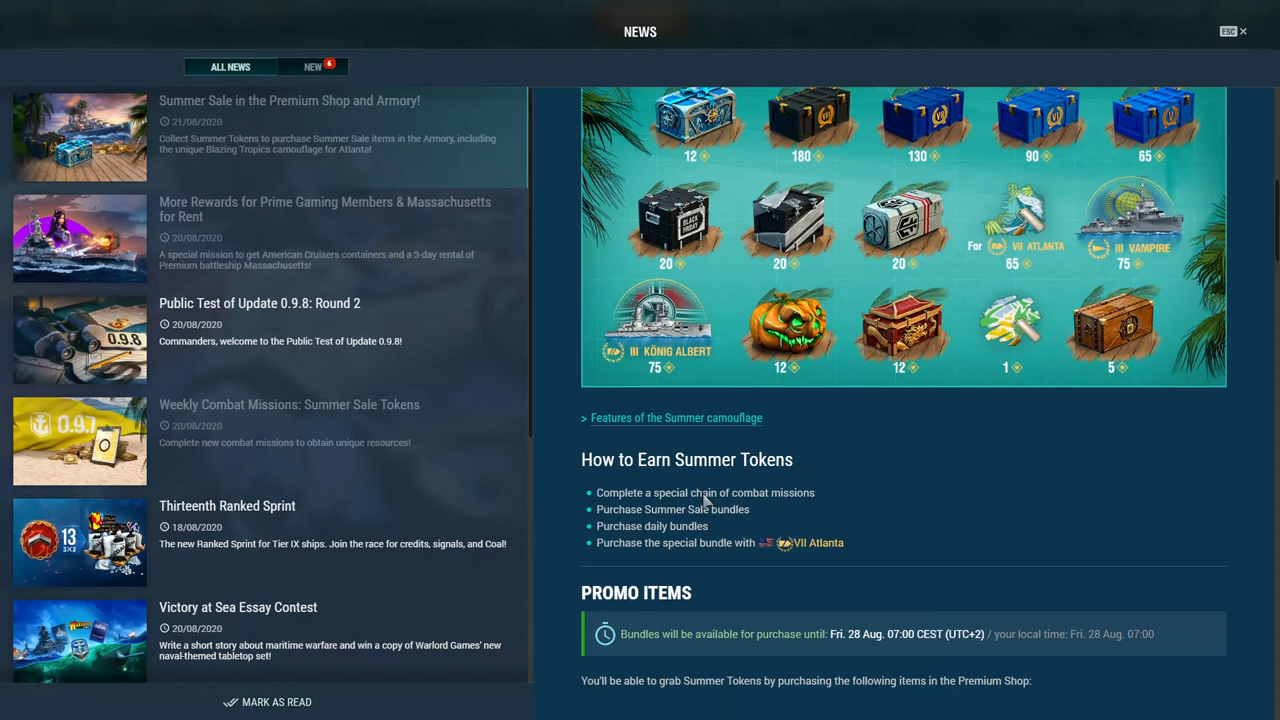 NEWS
ESC ×
ALL NEWS
NEW
6
Summer Sale in the Premium Shop and Armory!
21/08/2020
Collect Summer Tokens to purchase Summer Sale items in the Armory, including
the unique Blazing Tropics camouflage for Atlanta!
More Rewards for Prime Gaming Members & Massachusetts
for Rent
20/08/2020
A special mission to get American Cruisers containers and a 3-day rental of
Premium battleship Massachusetts!
0.9.8
Public Test of Update 0.9.8: Round 2
20/08/2020
Commanders, welcome to the Public Test of Update 0.9.8!
0.9.7
Weekly Combat Missions: Summer Sale Tokens
20/08/2020
Complete new combat missions to obtain unique resources!
13
3x3
Thirteenth Ranked Sprint
18/08/2020
The new Ranked Sprint for Tier IX ships. Join the race for credits, signals, and Coal!
Victory at Sea Essay Contest
20/08/2020
Write a short story about maritime warfare and win a copy of Warlord Games' new
naval-themed tabletop set!
MARK AS READ
12
180
130
90
65
BLACK FRIDAY
20
20
20
For VII ATLANTA
65
III VAMPIRE
75
III KÖNIG ALBERT
75
12
12
1
5
> Features of the Summer camouflage
How to Earn Summer Tokens
Complete a special chain of combat missions
Purchase Summer Sale bundles
Purchase daily bundles
Purchase the special bundle with VII Atlanta
PROMO ITEMS
Bundles will be available for purchase until: Fri. 28 Aug. 07:00 CEST (UTC+2) / your local time: Fri. 28 Aug. 07:00
You'll be able to grab Summer Tokens by purchasing the following items in the Premium Shop: